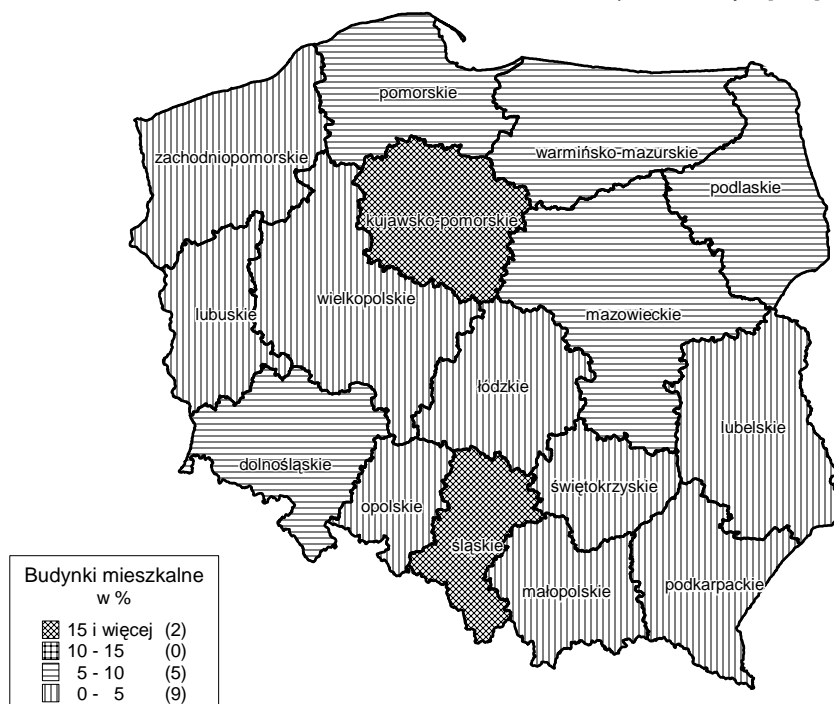 pomorskie
zachodniopomorskie
warmińsko-mazurskie
podlaskie
kujawsko-pomorskie
wielkopolskie
lubuskie
mazowieckie
łódzkie
lubelskie
dolnośląskie
świętokrzyskie
opolskie
śląskie
małopolskie
podkarpackie
Budynki mieszkalne
w %
15 i więcej (2)
10 - 15 (0)
5 - 10 (5)
0 - 5 (9)